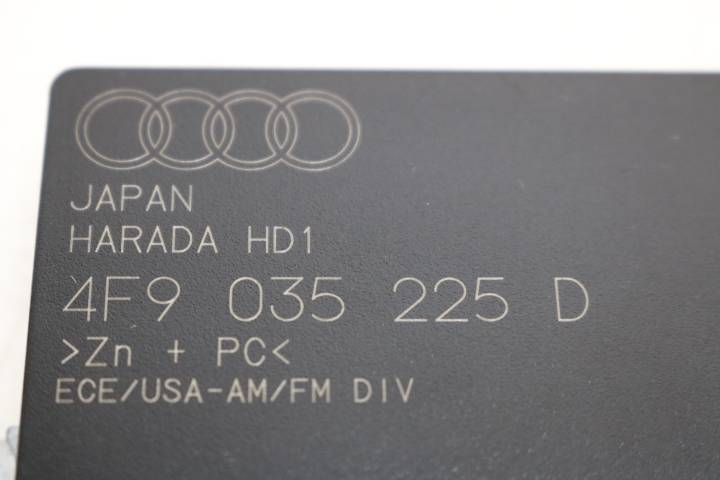 JAPAN
HARADA HD1
4F9 035 225 D
>Zn + PC<
ECE/USA-AM/FM DIV